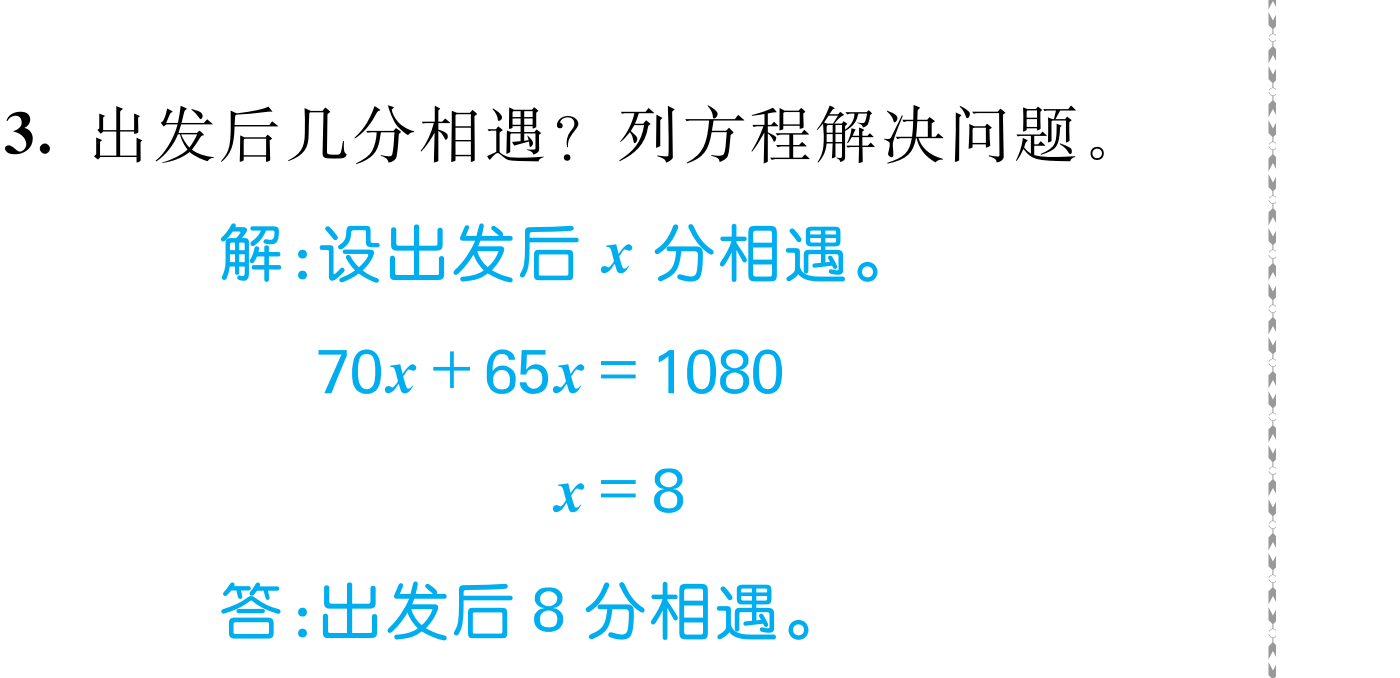 3. 出发后几分相遇？列方程解决问题。
解:设出发后 x 分相遇。
70x + 65x = 1080
x = 8
答:出发后 8 分相遇。